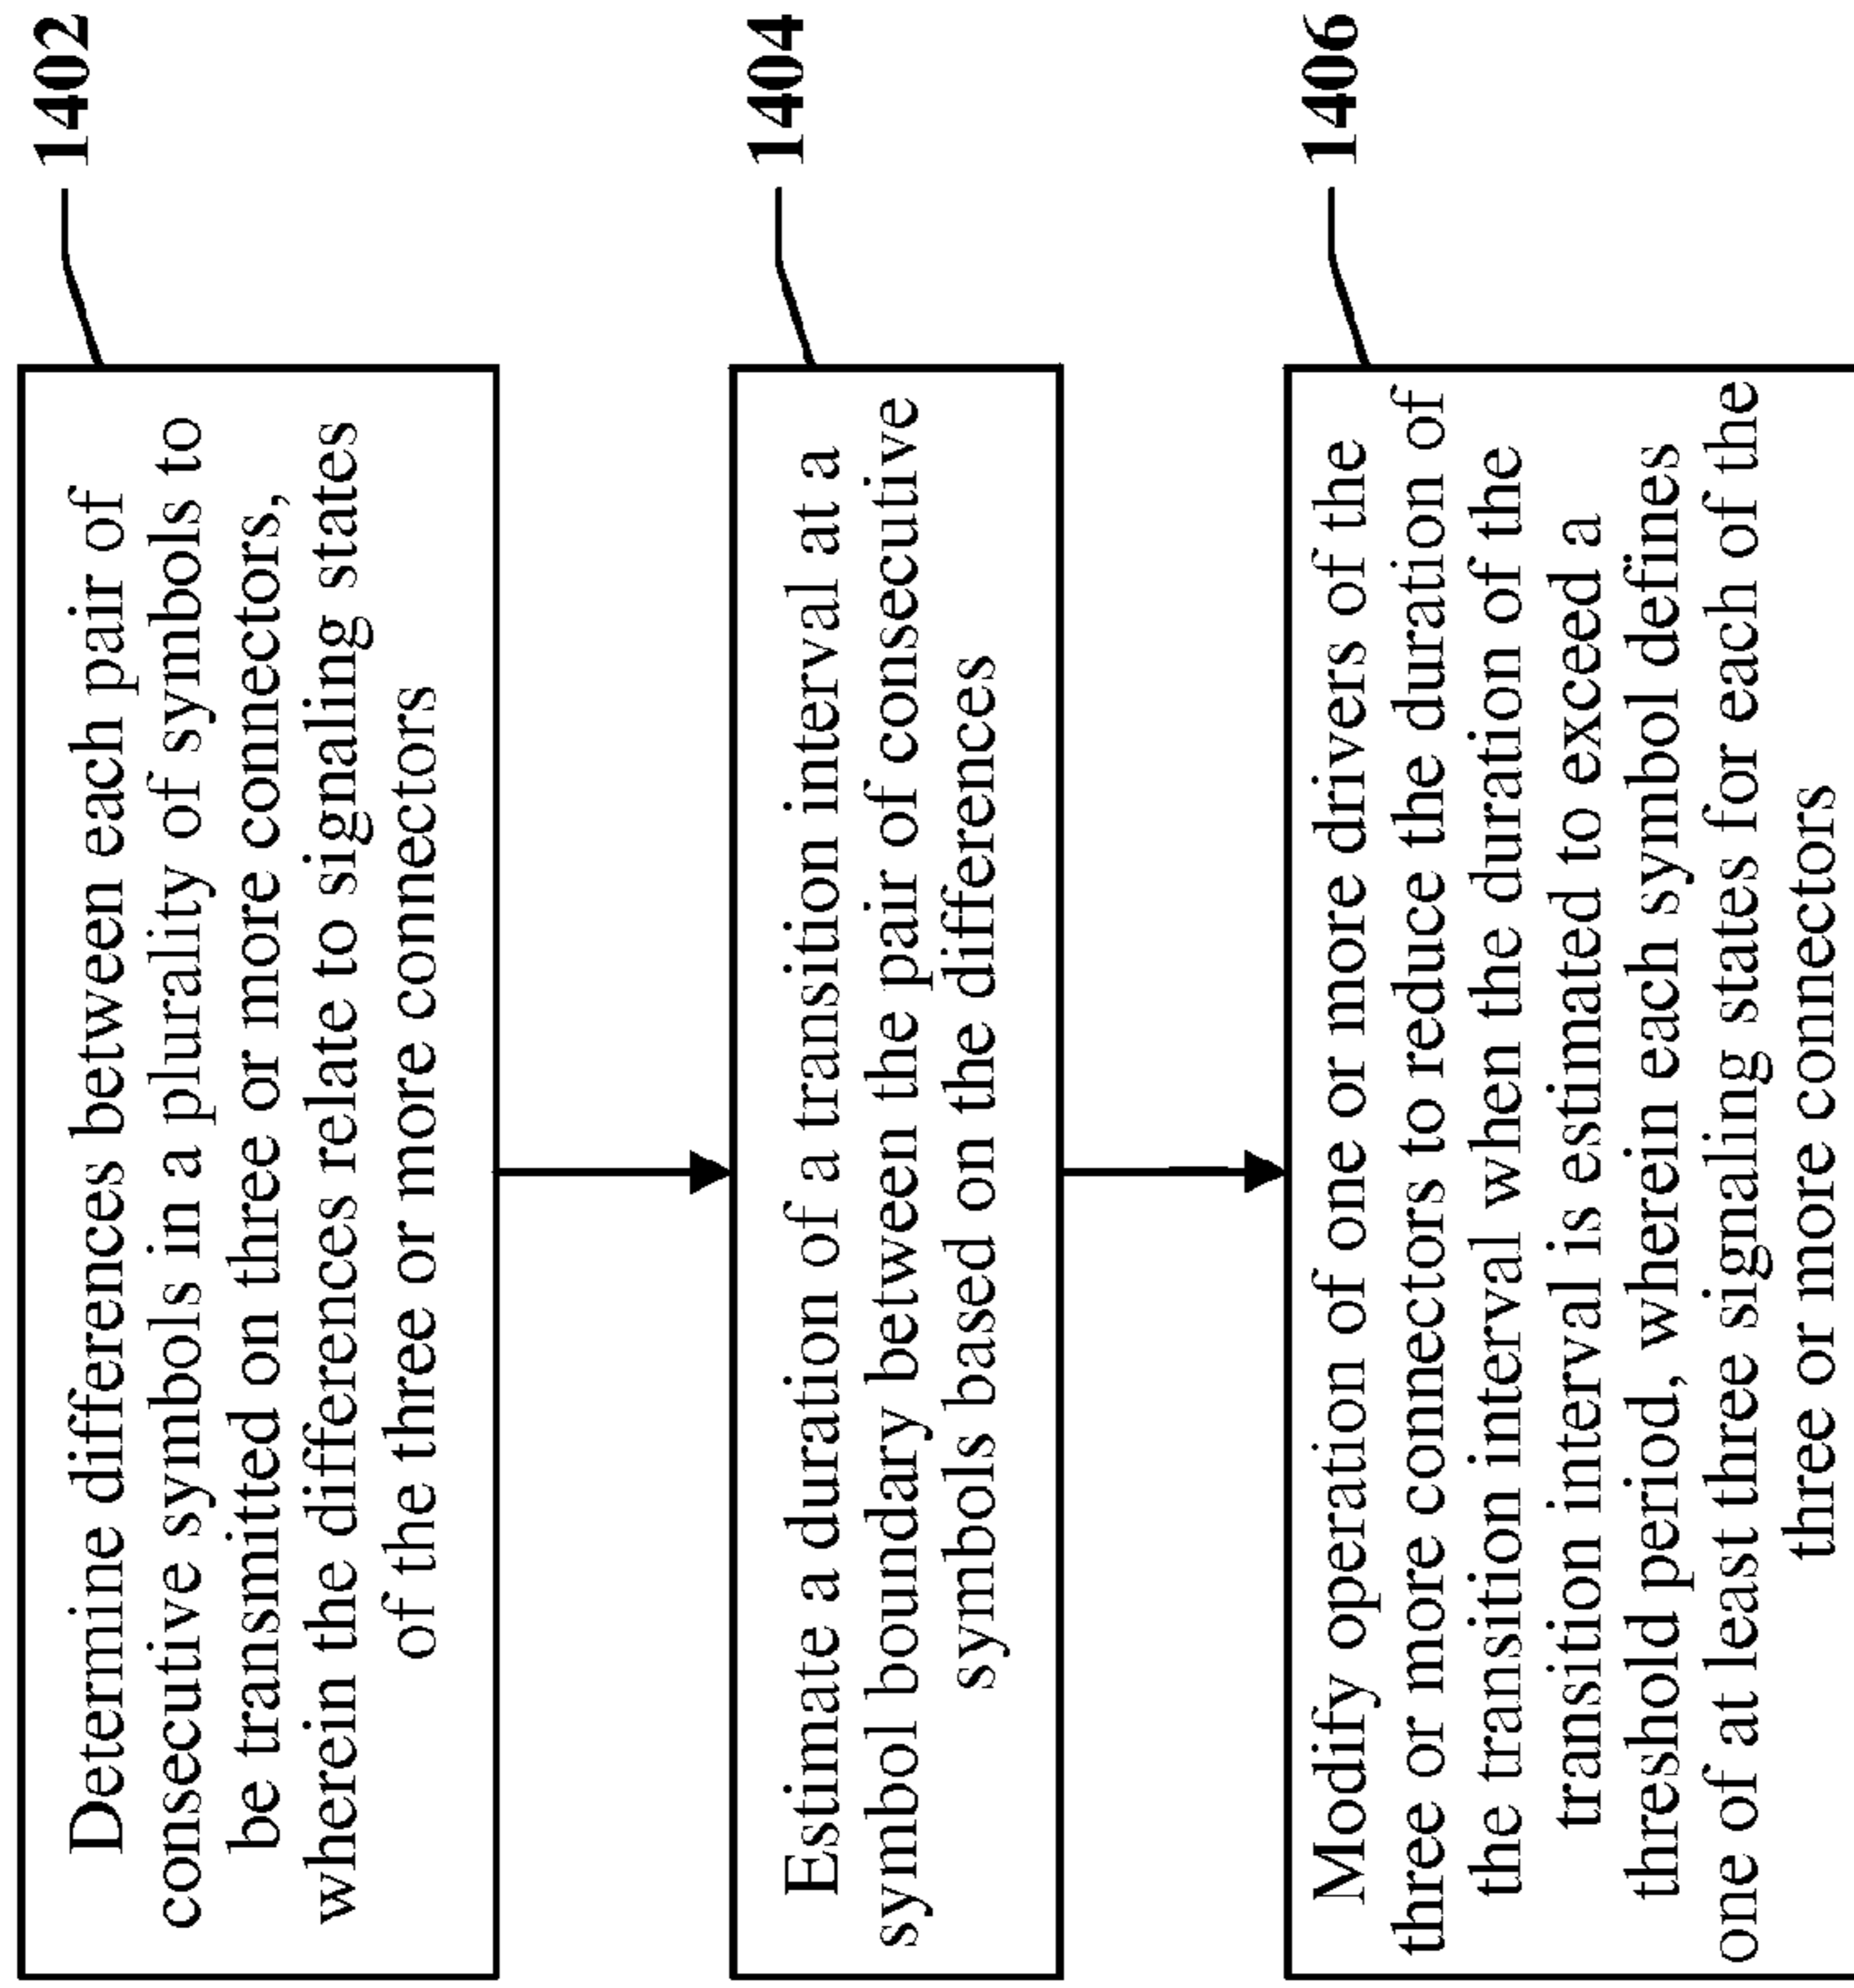 1402
Determine differences between each pair of
consecutive symbols in a plurality of symbols to
be transmitted on three or more connectors,
wherein the differences relate to signaling states
of the three or more connectors
1404
Estimate a duration of a transition interval at a
symbol boundary between the pair of consecutive
symbols based on the differences
1406
Modify operation of one or more drivers of the
three or more connectors to reduce the duration of
the transition interval when the duration of the
transition interval is estimated to exceed a
threshold period, wherein each symbol defines
one of at least three signaling states for each of the
three or more connectors